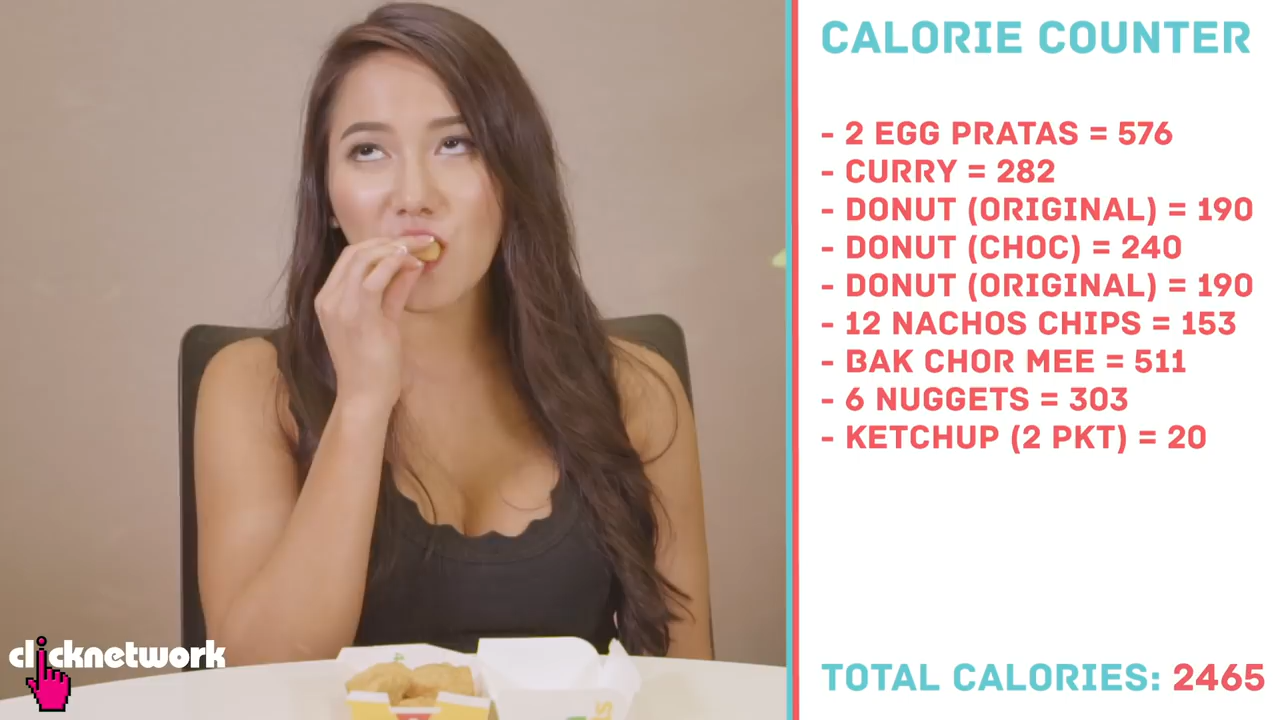 CALORIE COUNTER
- 2 EGG PRATAS = 576
- CURRY = 282
- DONUT (ORIGINAL) = 190
- DONUT (CHOC) = 240
- DONUT (ORIGINAL) = 190
- 12 NACHOS CHIPS = 153
- BAK CHOR MEE = 511
- 6 NUGGETS = 303
- KETCHUP (2 PKT) = 20
clicknetwork
TOTAL CALORIES: 2465